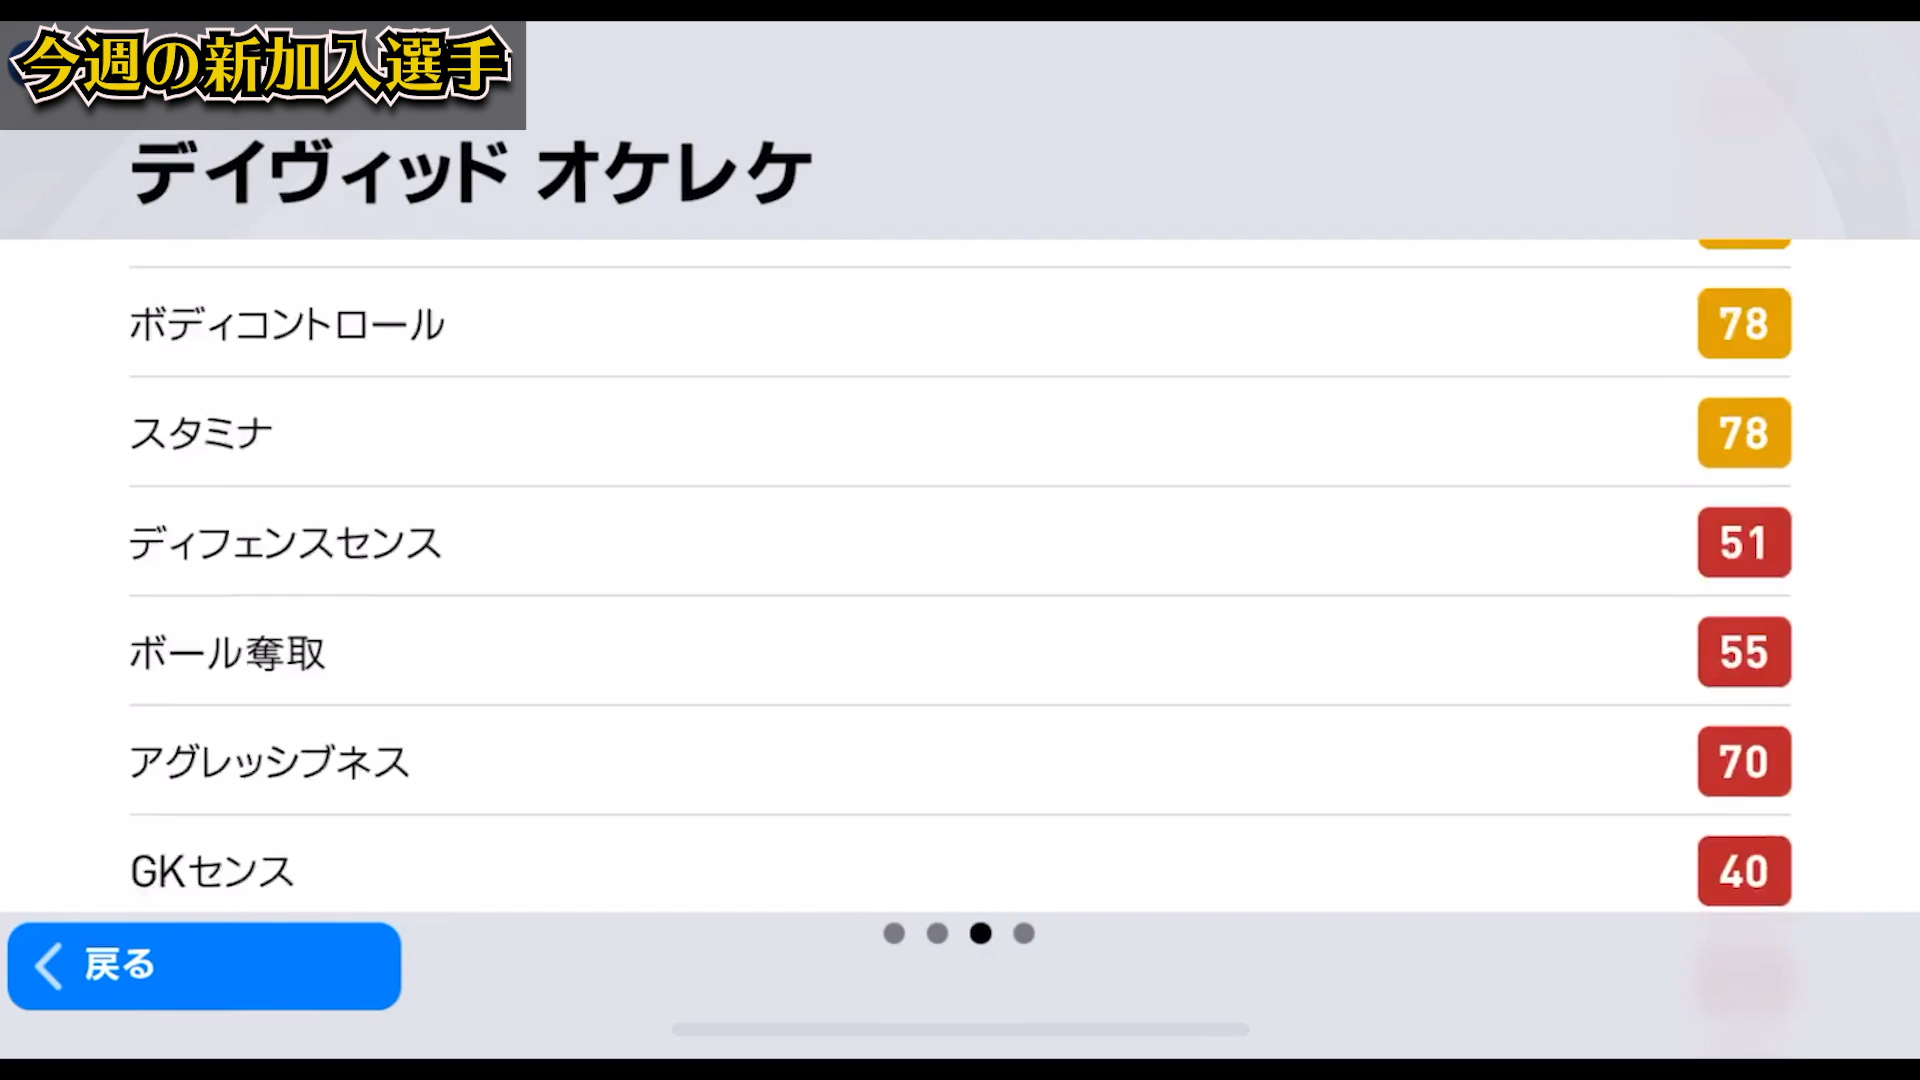 今週の新加入選手
デイヴィッド オケレケ
ボディコントロール 78
スタミナ 78
ディフェンスセンス 51
ボール奪取 55
アグレッシブネス 70
GKセンス 40
戻る